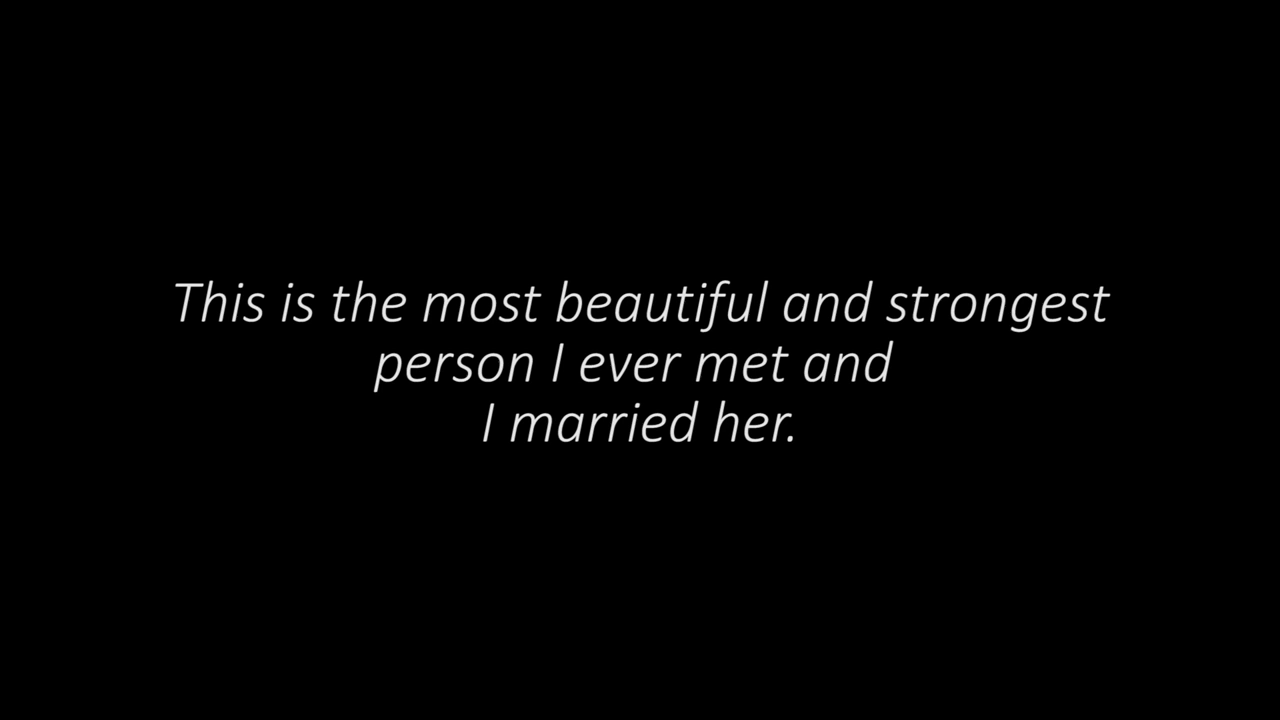 This is the most beautiful and strongest
person I ever met and
I married her.